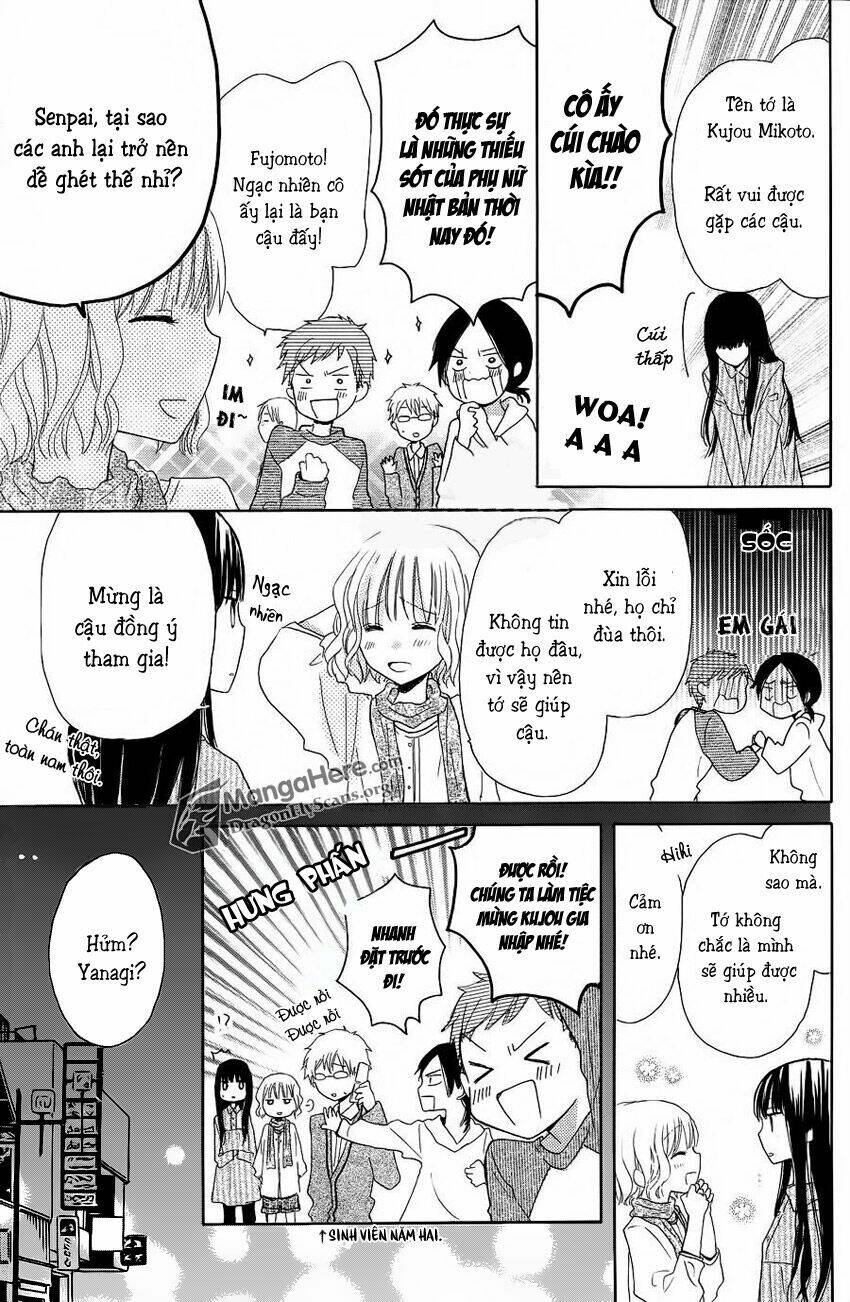 Tên tớ là
Kujou Mikoto.
Rất vui được
gặp các cậu.
CÔ ẤY
CÚI CHÀO
KÌA!!
Cúi
thấp
WOA!
A A A
ĐÓ THỰC SỰ
LÀ NHỮNG THIẾU
SÓT CỦA PHỤ NỮ
NHẬT BẢN THỜI
NAY ĐÓ!
Fujomoto!
Ngạc nhiên cô
ấy lại là bạn
cậu đấy!
IM
ĐI~
Senpai, tại sao
các anh lại trở nên
dễ ghét thế nhỉ?
SỐC
EM GÁI
Xin lỗi
nhé, họ chỉ
đùa thôi.
Không tin
được họ đâu,
vì vậy nên
tớ sẽ giúp
cậu.
Ngạc
nhiên
Mừng là
cậu đồng ý
tham gia!
Chán thật,
toàn nam thôi.
MangaHere.com
DragonFlyScans.org
Không
sao mà.
Tớ không
chắc là mình
sẽ giúp được
nhiều.
Hihi
Cảm
ơn
nhé.
ĐƯỢC RỒI!
CHÚNG TA LÀM TIỆC
MỪNG KUJOU GIA
NHẬP NHÉ!
HƯNG PHẤN
NHANH
ĐẶT TRƯỚC
ĐI!
Được rồi
Được rồi
!?
↑SINH VIÊN NĂM HAI.
Hửm?
Yanagi?